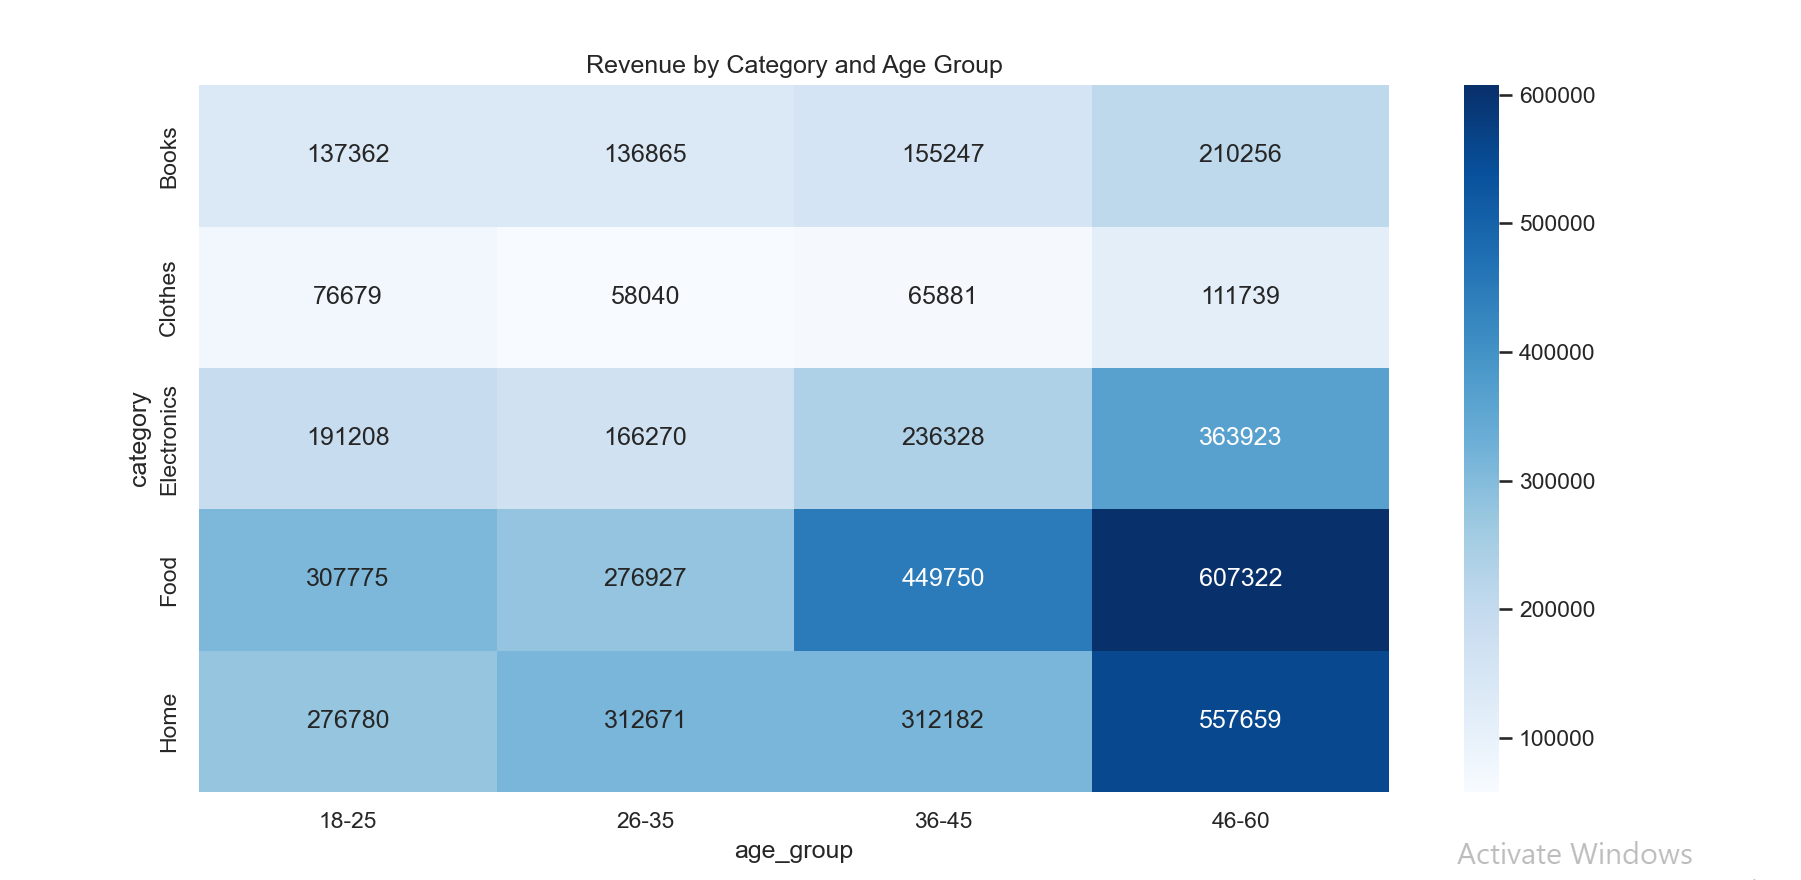 Revenue by Category and Age Group
category
Books 137362 136865 155247 210256
Clothes 76679 58040 65881 111739
Electronics 191208 166270 236328 363923
Food 307775 276927 449750 607322
Home 276780 312671 312182 557659
18-25 26-35 36-45 46-60
age_group
600000
500000
400000
300000
200000
100000
Activate Windows